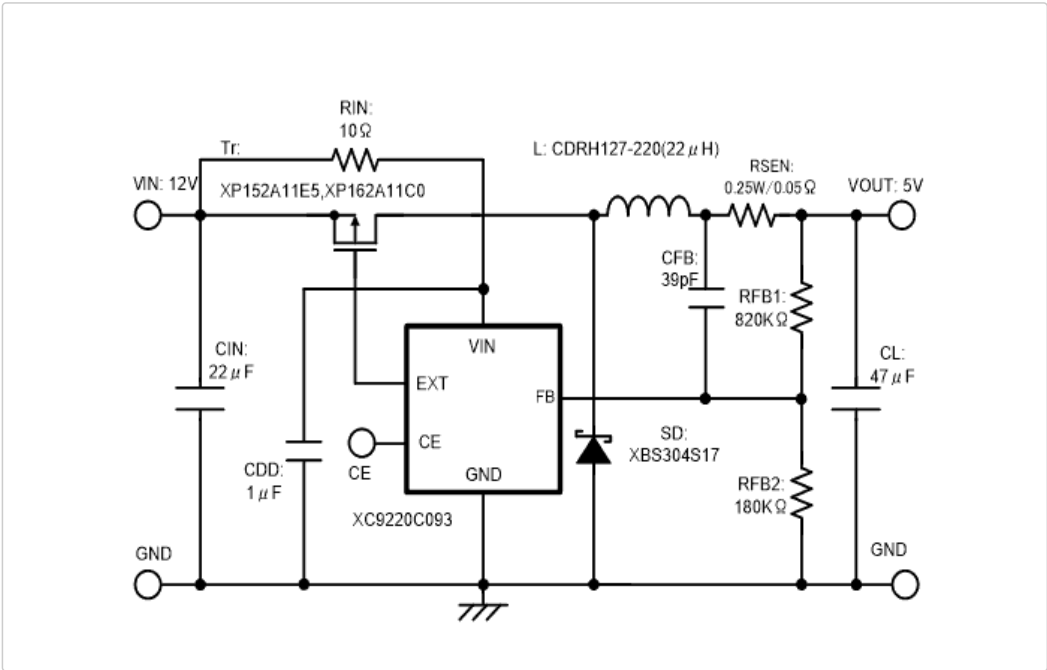 RIN:
10Ω
Tr:
L: CDRH127-220(22μH)
RSEN:
0.25W/0.05Ω
VIN: 12V
XP152A11E5,XP162A11C0
VOUT: 5V
CFB:
39pF
RFB1:
820KΩ
VIN
CIN:
22μF
CL:
47μF
EXT
FB
CE
SD:
XBS304S17
CE
CDD:
1μF
GND
RFB2:
180KΩ
XC9220C093
GND
GND